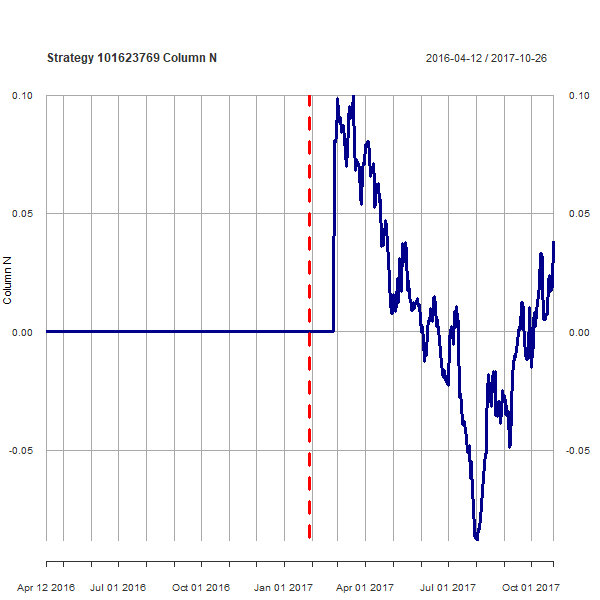 Strategy 101623769 Column N
2016-04-12 / 2017-10-26
0.10
0.10
0.05
0.05
Column N
0.00
0.00
-0.05
-0.05
Apr 12 2016
Jul 01 2016
Oct 01 2016
Jan 01 2017
Apr 01 2017
Jul 01 2017
Oct 01 2017